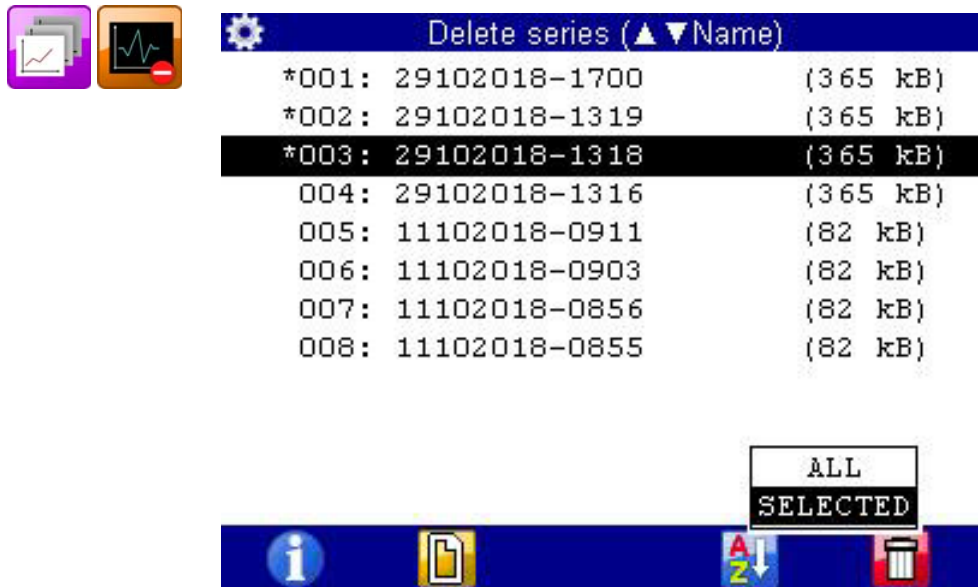 Delete series (▲ ▼Name)
*001: 29102018-1700 (365 kB)
*002: 29102018-1319 (365 kB)
*003: 29102018-1318 (365 kB)
004: 29102018-1316 (365 kB)
005: 11102018-0911 (82 kB)
006: 11102018-0903 (82 kB)
007: 11102018-0856 (82 kB)
008: 11102018-0855 (82 kB)
ALL
SELECTED
i
A
Z